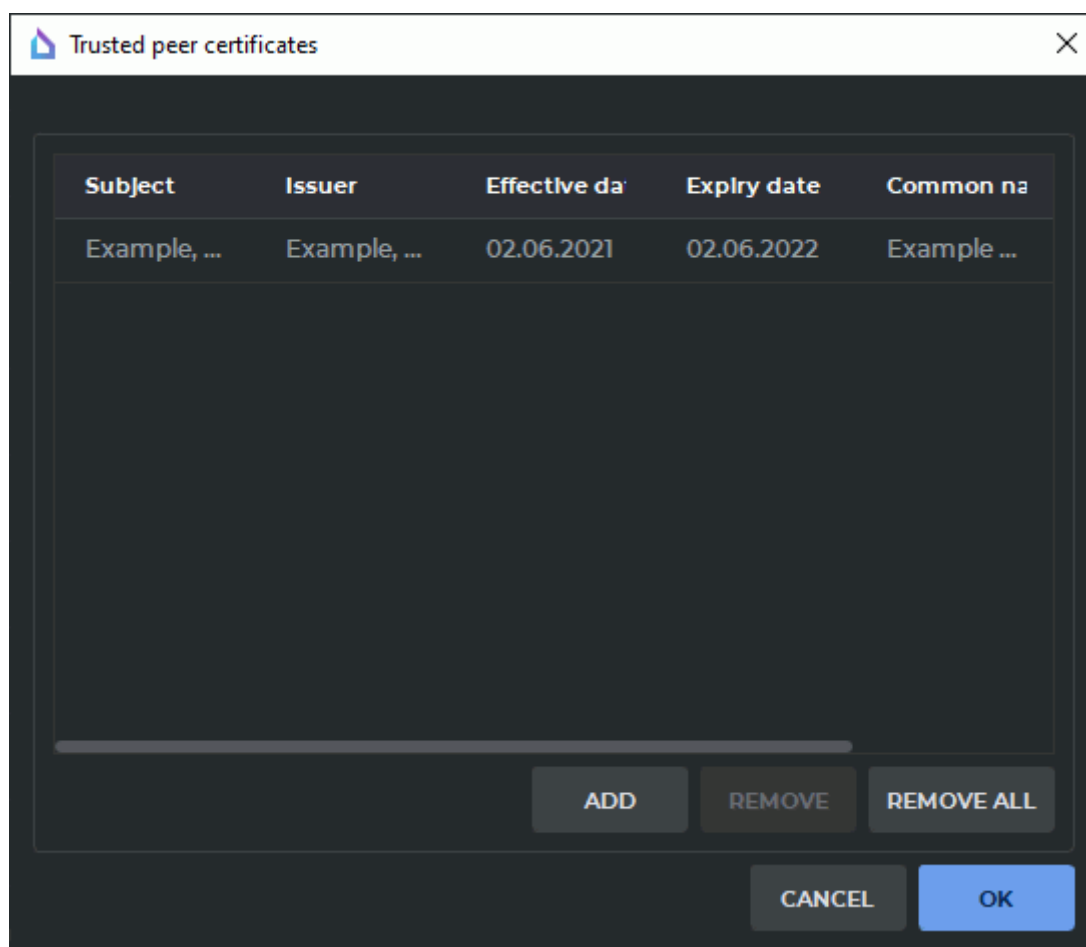 Trusted peer certificates
Subject Issuer Effective da Expiry date Common na
Example, ... Example, ... 02.06.2021 02.06.2022 Example ...
ADD REMOVE REMOVE ALL
CANCEL OK